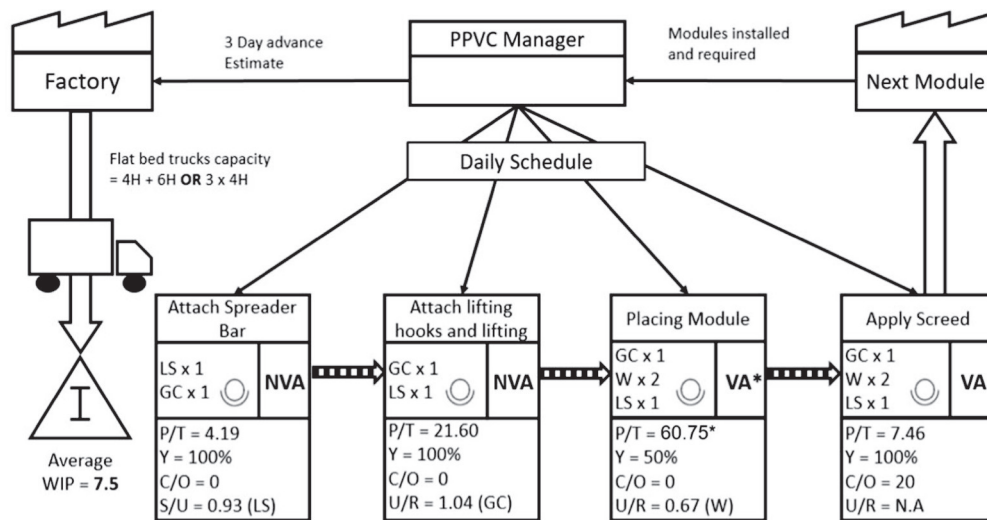 Factory
3 Day advance
Estimate
PPVC Manager
Modules installed
and required
Next Module
Flat bed trucks capacity
= 4H + 6H OR 3 x 4H
Daily Schedule
I
Average
WIP = 7.5
Attach Spreader
Bar
LS x 1
GC x 1
NVA
P/T = 4.19
Y = 100%
C/O = 0
S/U = 0.93 (LS)
Attach lifting
hooks and lifting
GC x 1
LS x 1
NVA
P/T = 21.60
Y = 100%
C/O = 0
U/R = 1.04 (GC)
Placing Module
GC x 1
W x 2
LS x 1
VA*
P/T = 60.75*
Y = 50%
C/O = 0
U/R = 0.67 (W)
Apply Screed
GC x 1
W x 2
LS x 1
VA
P/T = 7.46
Y = 100%
C/O = 20
U/R = N.A